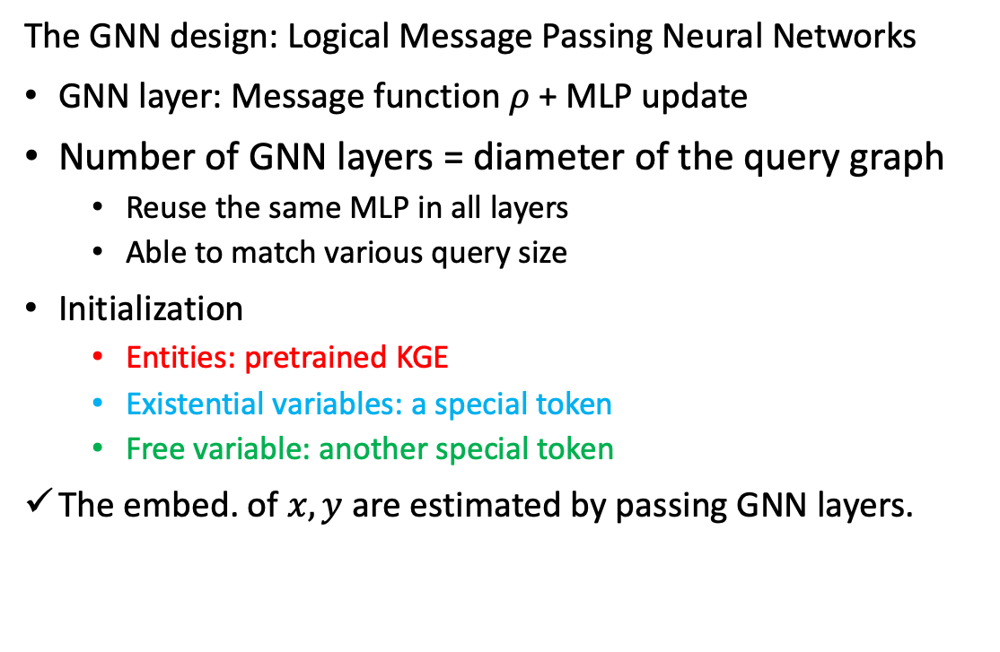 The GNN design: Logical Message Passing Neural Networks
• GNN layer: Message function ρ + MLP update
• Number of GNN layers = diameter of the query graph
• Reuse the same MLP in all layers
• Able to match various query size
• Initialization
• Entities: pretrained KGE
• Existential variables: a special token
• Free variable: another special token
✓ The embed. of x, y are estimated by passing GNN layers.